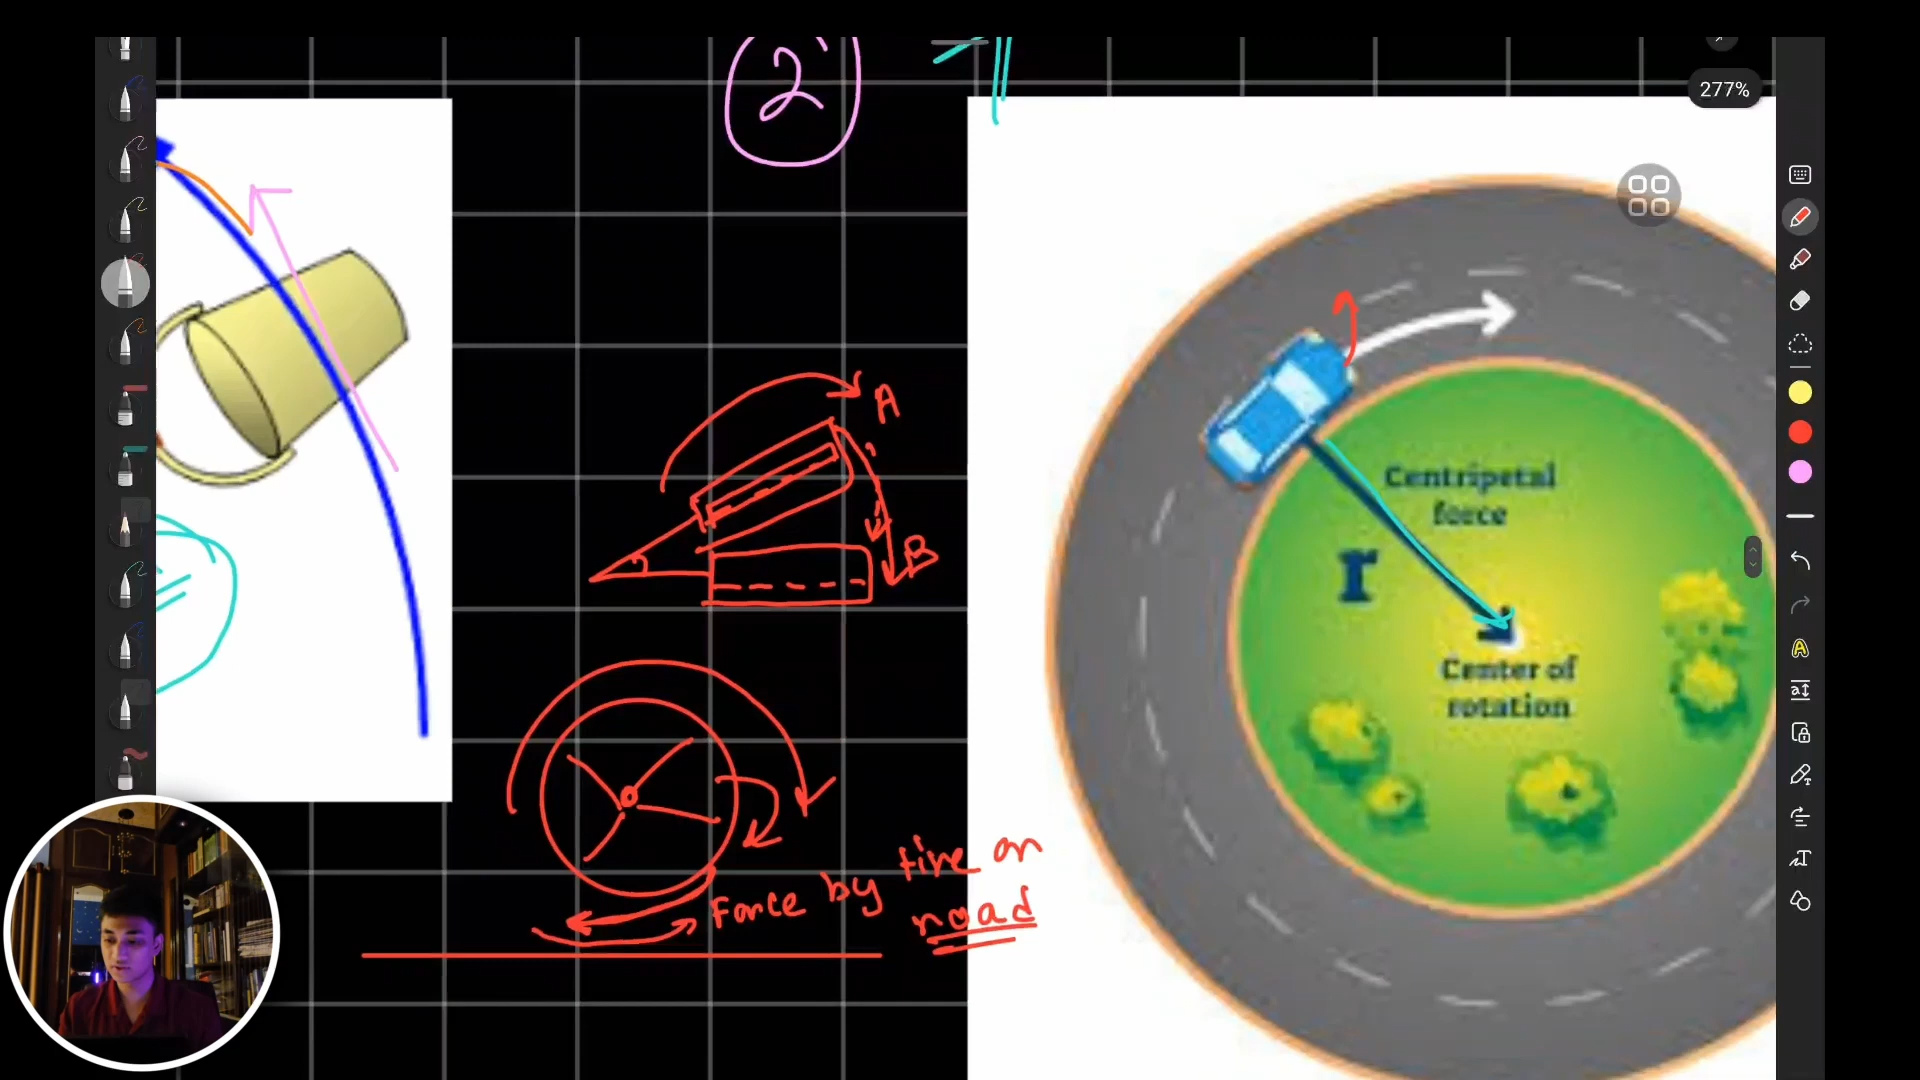 277%
2
A
B
Centripetal
force
r
Center of
rotation
Force by tire on
road